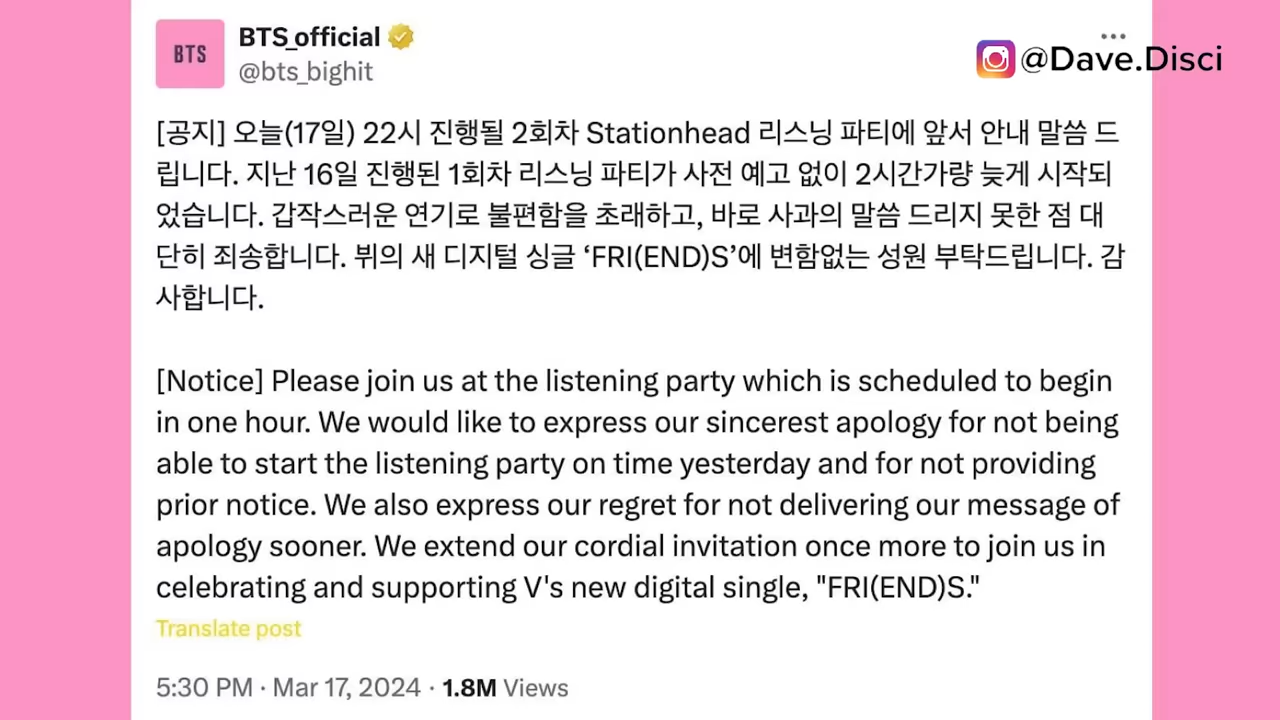 BTS
BTS_official
@bts_bighit
@Dave.Disci
[공지] 오늘(17일) 22시 진행될 2회차 Stationhead 리스닝 파티에 앞서 안내 말씀 드
립니다. 지난 16일 진행된 1회차 리스닝 파티가 사전 예고 없이 2시간가량 늦게 시작되
었습니다. 갑작스러운 연기로 불편함을 초래하고, 바로 사과의 말씀 드리지 못한 점 대
단히 죄송합니다. 뷔의 새 디지털 싱글 ‘FRI(END)S’에 변함없는 성원 부탁드립니다. 감
사합니다.
[Notice] Please join us at the listening party which is scheduled to begin
in one hour. We would like to express our sincerest apology for not being
able to start the listening party on time yesterday and for not providing
prior notice. We also express our regret for not delivering our message of
apology sooner. We extend our cordial invitation once more to join us in
celebrating and supporting V's new digital single, "FRI(END)S."
Translate post
5:30 PM · Mar 17, 2024 · 1.8M Views